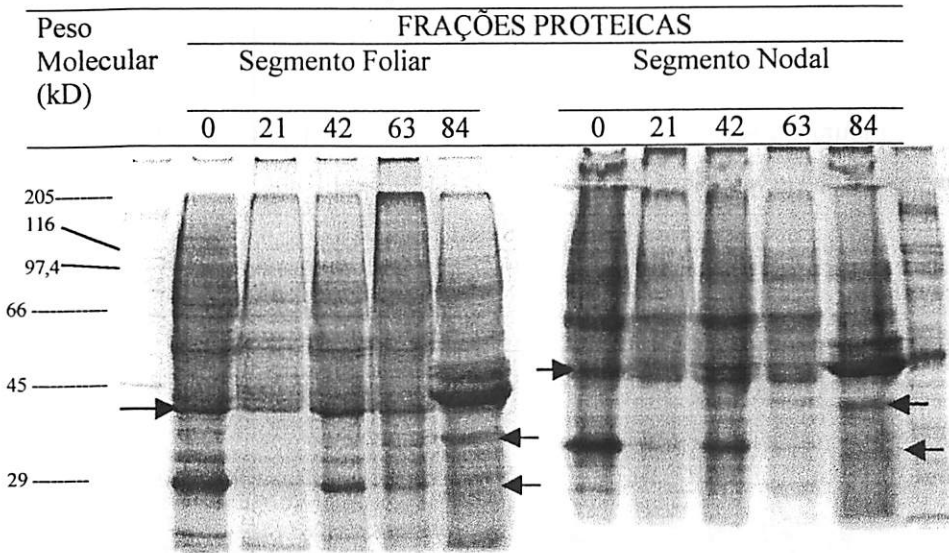 Peso Molecular (kD)
FRAÇÕES PROTEICAS
Segmento Foliar
Segmento Nodal
0 21 42 63 84
0 21 42 63 84
205
116
97,4
66
45
29